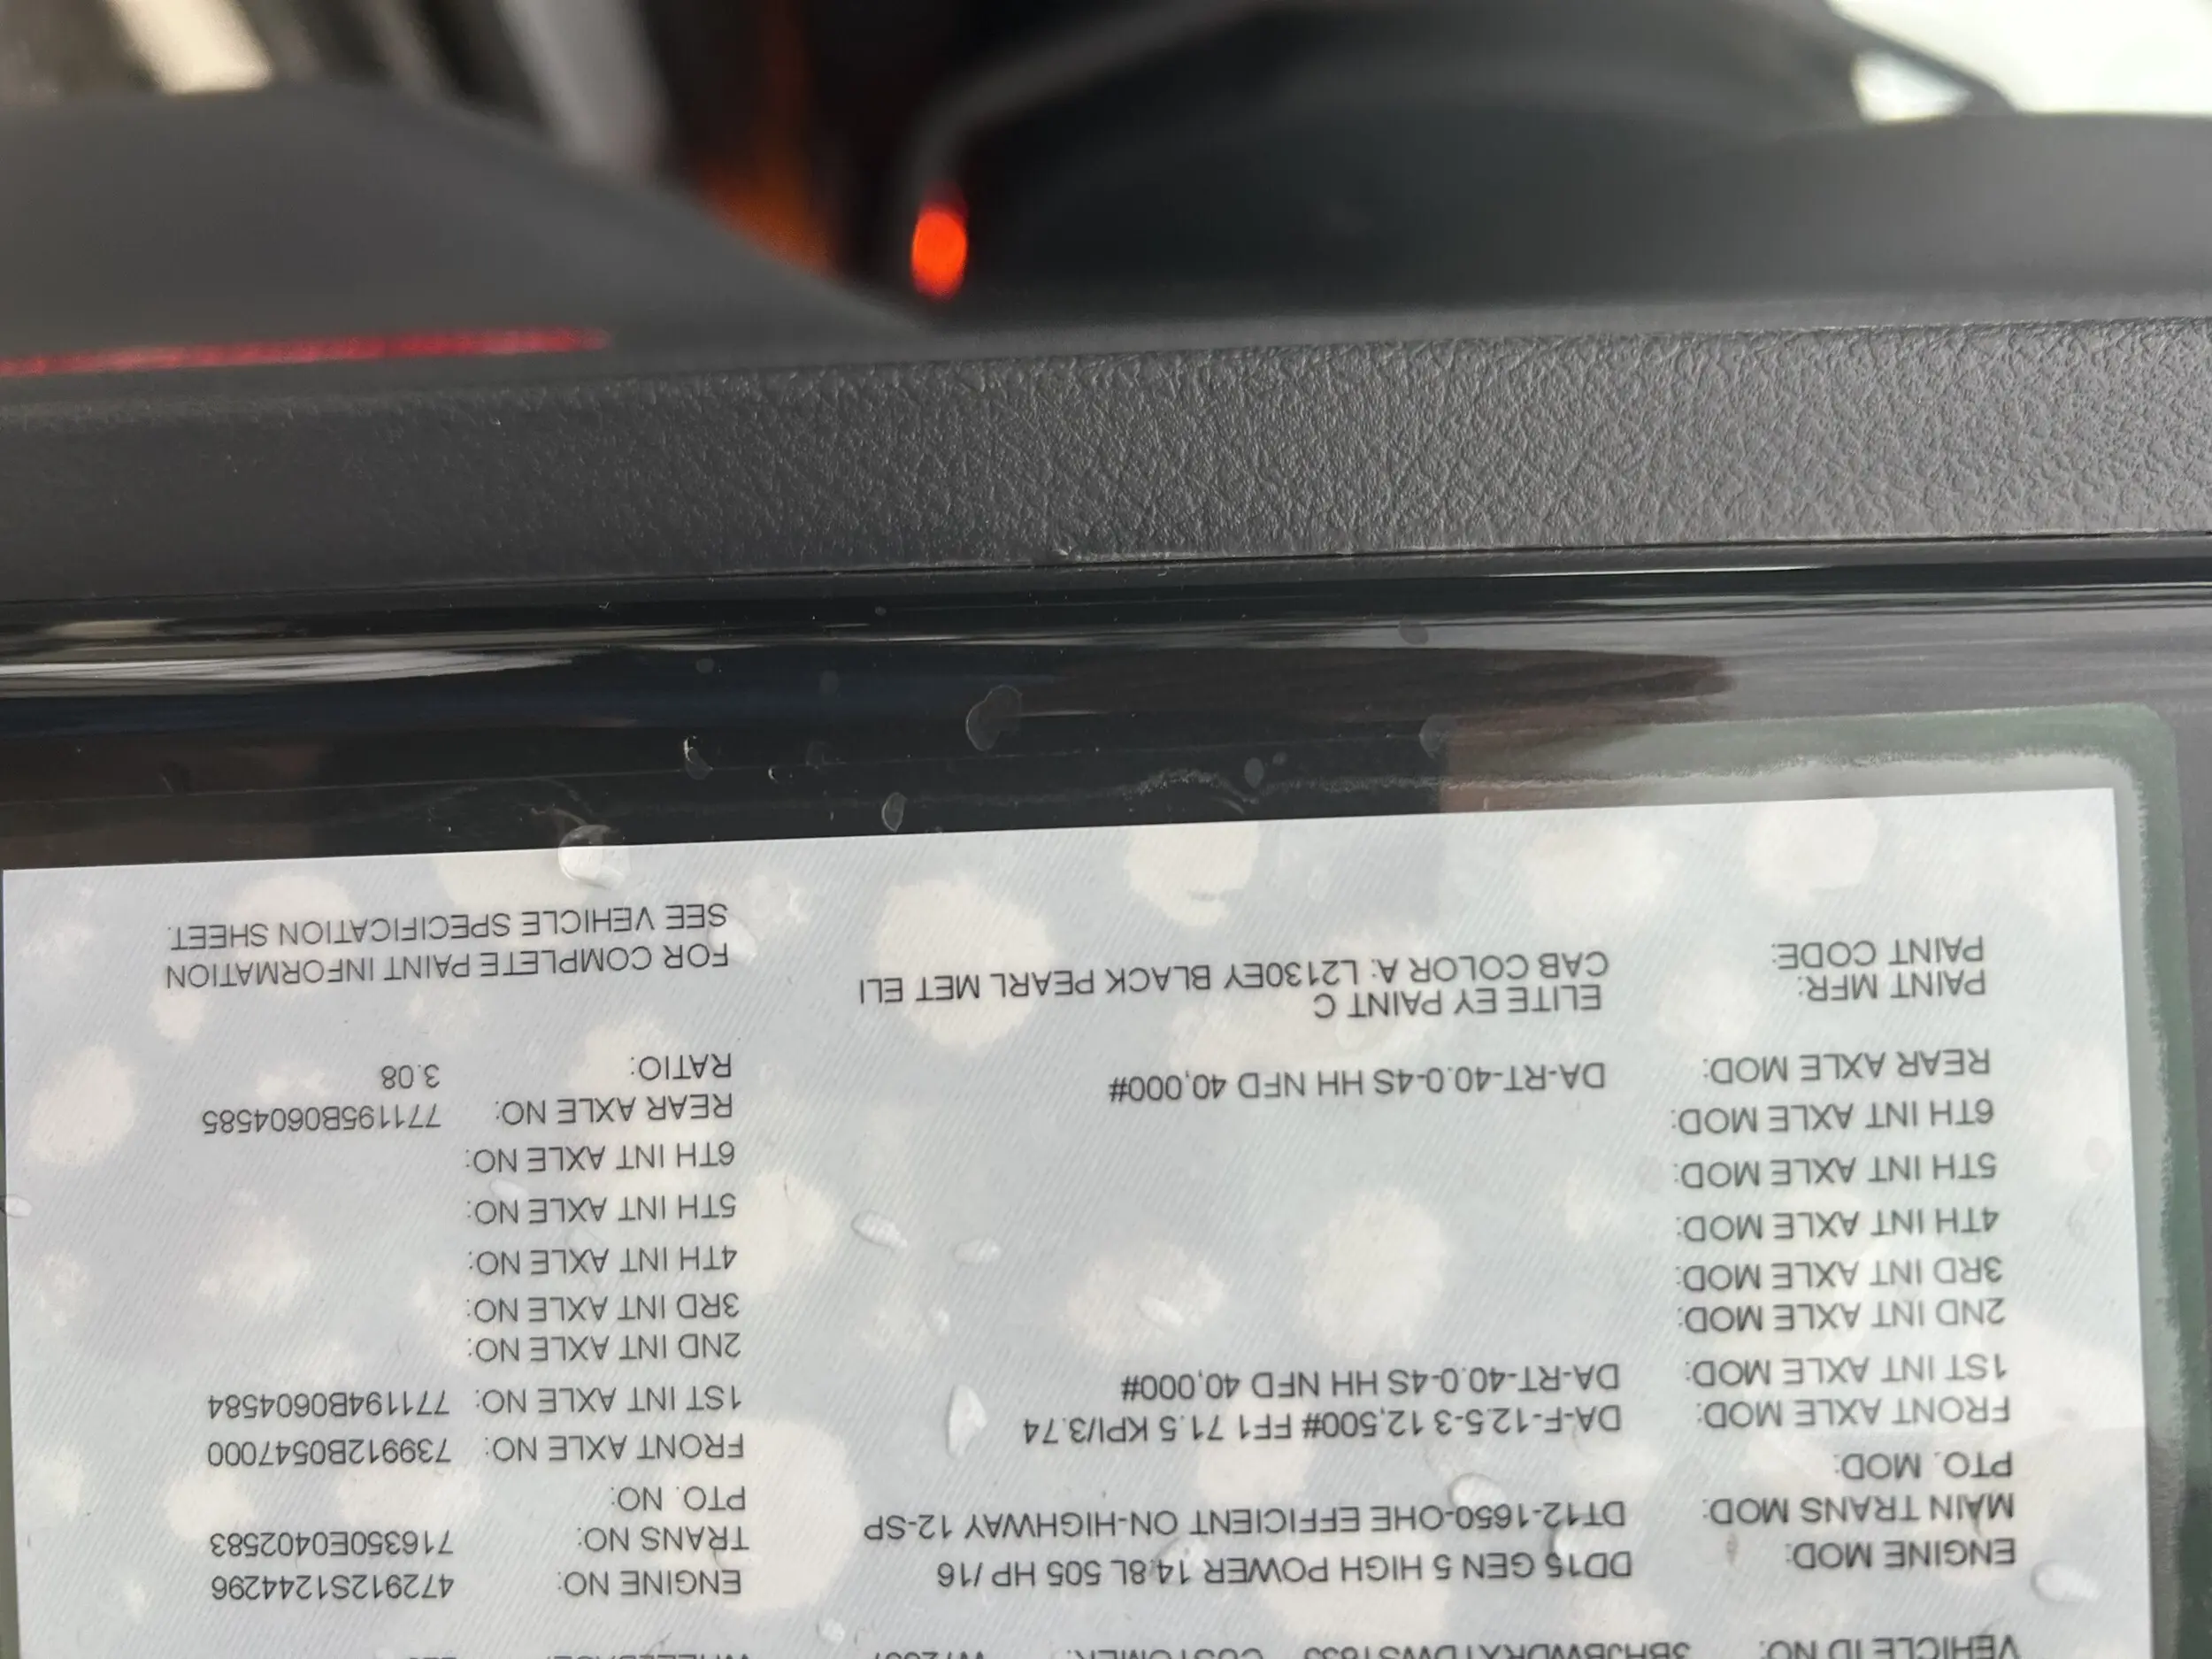 VEHICLE ID NO: CUSTOMER:
ENGINE MOD: DD15 GEN 5 HIGH POWER 14.8L 505 HP /16 ENGINE NO: 472912S1244296
MAIN TRANS MOD: DT12-1650-OHE EFFICIENT ON-HIGHWAY 12-SP TRANS NO: 716350E0402583
PTO. MOD: PTO. NO:
FRONT AXLE MOD: DA-F-12.5-3 12,500# FF1 71.5 KPI/3.74 FRONT AXLE NO: 739912B0547000
1ST INT AXLE MOD: DA-RT-40.0-4S HH NFD 40,000# 1ST INT AXLE NO: 771194B0604584
2ND INT AXLE MOD: 2ND INT AXLE NO:
3RD INT AXLE MOD: 3RD INT AXLE NO:
4TH INT AXLE MOD: 4TH INT AXLE NO:
5TH INT AXLE MOD: 5TH INT AXLE NO:
6TH INT AXLE MOD: 6TH INT AXLE NO:
REAR AXLE MOD: DA-RT-40.0-4S HH NFD 40,000# REAR AXLE NO: 771195B0604585
RATIO: 3.08
PAINT MFR: ELITE EY PAINT C FOR COMPLETE PAINT INFORMATION
PAINT CODE: CAB COLOR A: L2130EY BLACK PEARL MET ELI SEE VEHICLE SPECIFICATION SHEET.